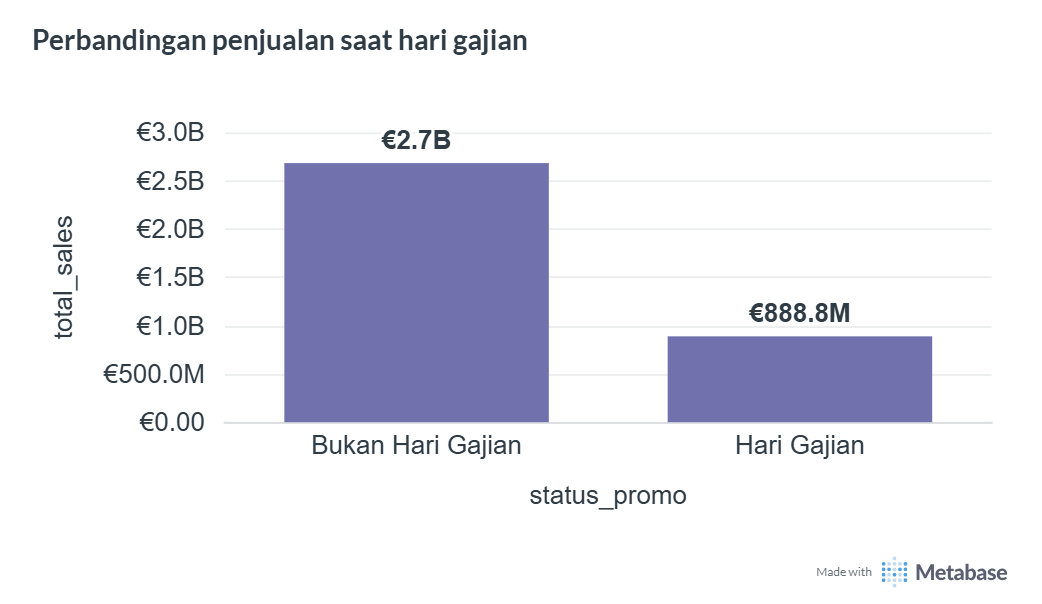 Perbandingan penjualan saat hari gajian
€3.0B
€2.7B
€2.5B
€2.0B
€1.5B
€888.8M
€1.0B
€500.0M
€0.00
total_sales
Bukan Hari Gajian
Hari Gajian
status_promo
Made with Metabase